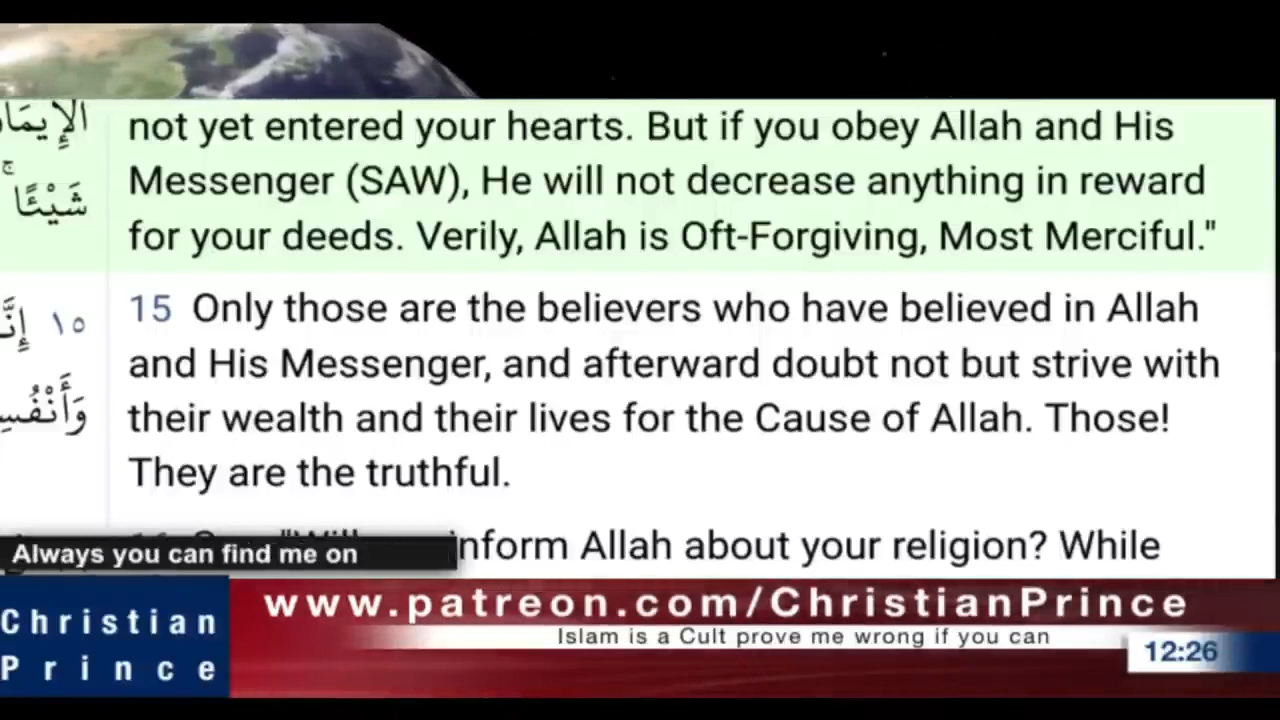 الإيمَا
شَيْئًا ۚ
not yet entered your hearts. But if you obey Allah and His
Messenger (SAW), He will not decrease anything in reward
for your deeds. Verily, Allah is Oft-Forgiving, Most Merciful."
١٥ إِنَّ
وَأَنْفُسِ
15 Only those are the believers who have believed in Allah
and His Messenger, and afterward doubt not but strive with
their wealth and their lives for the Cause of Allah. Those!
They are the truthful.
inform Allah about your religion? While
Always you can find me on
Christian
Prince
www.patreon.com/ChristianPrince
Islam is a Cult prove me wrong if you can
12:26